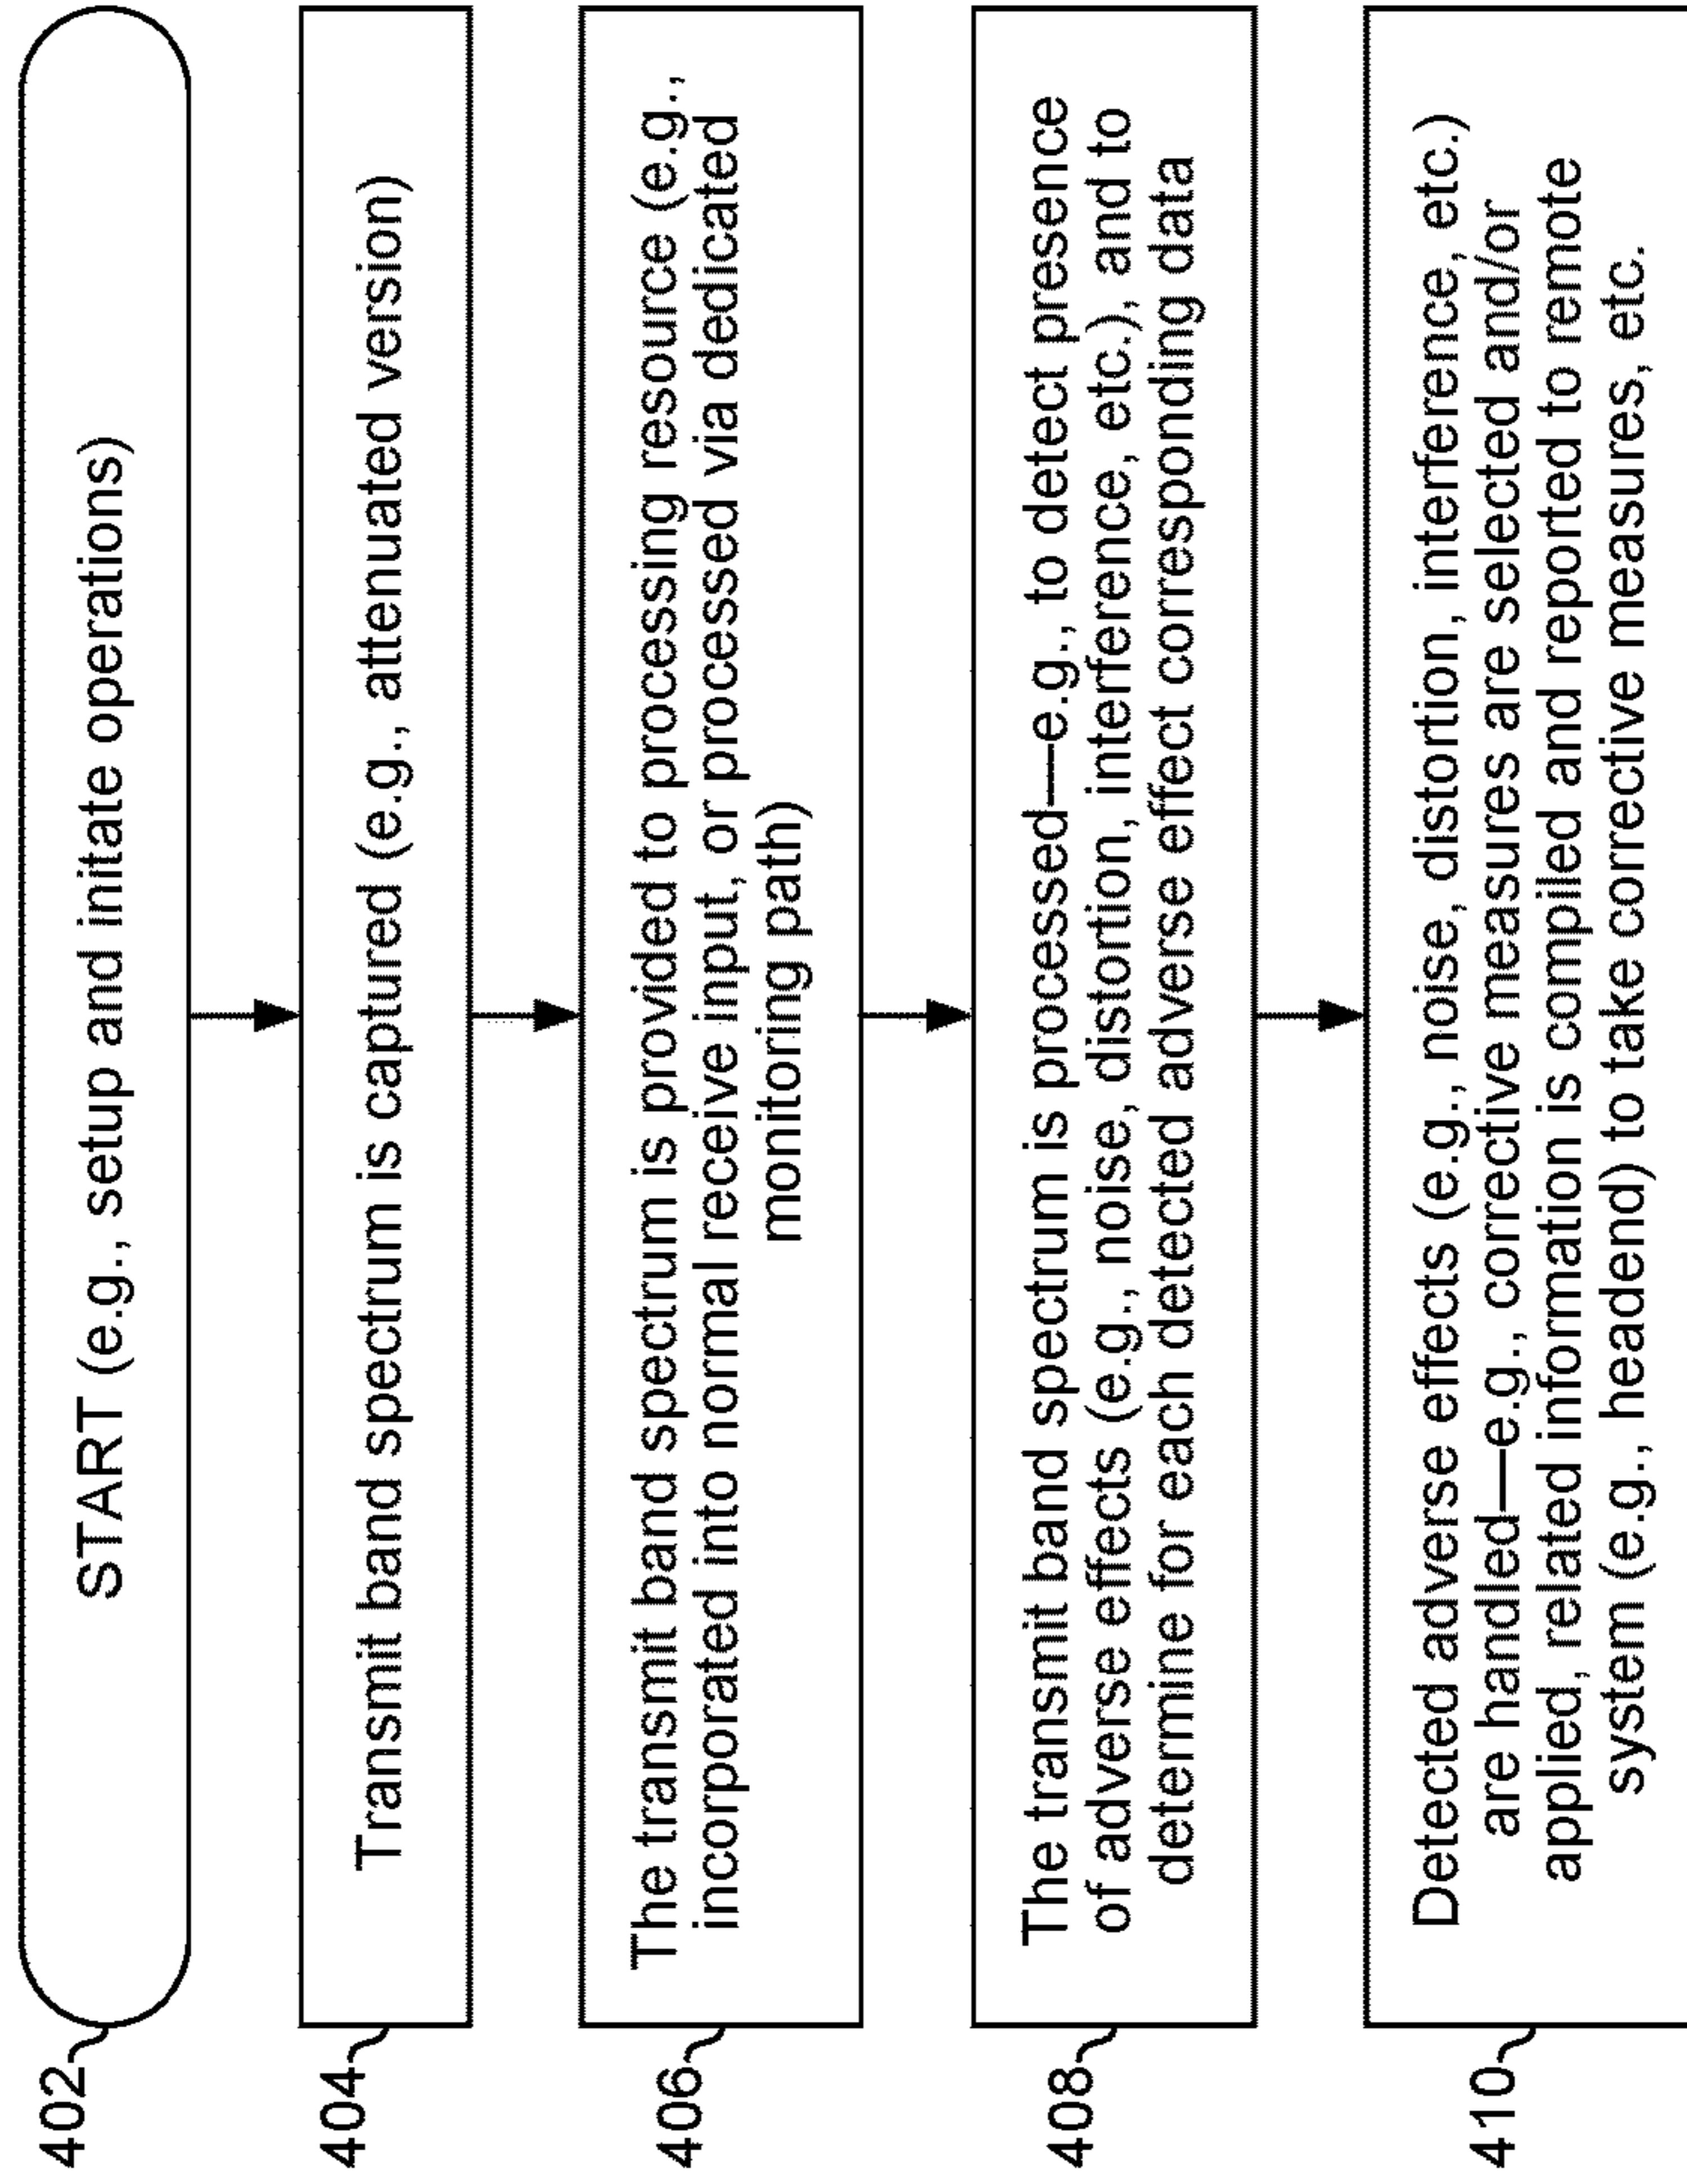 402
START (e.g., setup and initate operations)
404
Transmit band spectrum is captured (e.g., attenuated version)
406
The transmit band spectrum is provided to processing resource (e.g.,
incorporated into normal receive input, or processed via dedicated
monitoring path)
408
The transmit band spectrum is processed—e.g., to detect presence
of adverse effects (e.g., noise, distortion, interference, etc.), and to
determine for each detected adverse effect corresponding data
410
Detected adverse effects (e.g., noise, distortion, interference, etc.)
are handled—e.g., corrective measures are selected and/or
applied, related information is compiled and reported to remote
system (e.g., headend) to take corrective measures, etc.